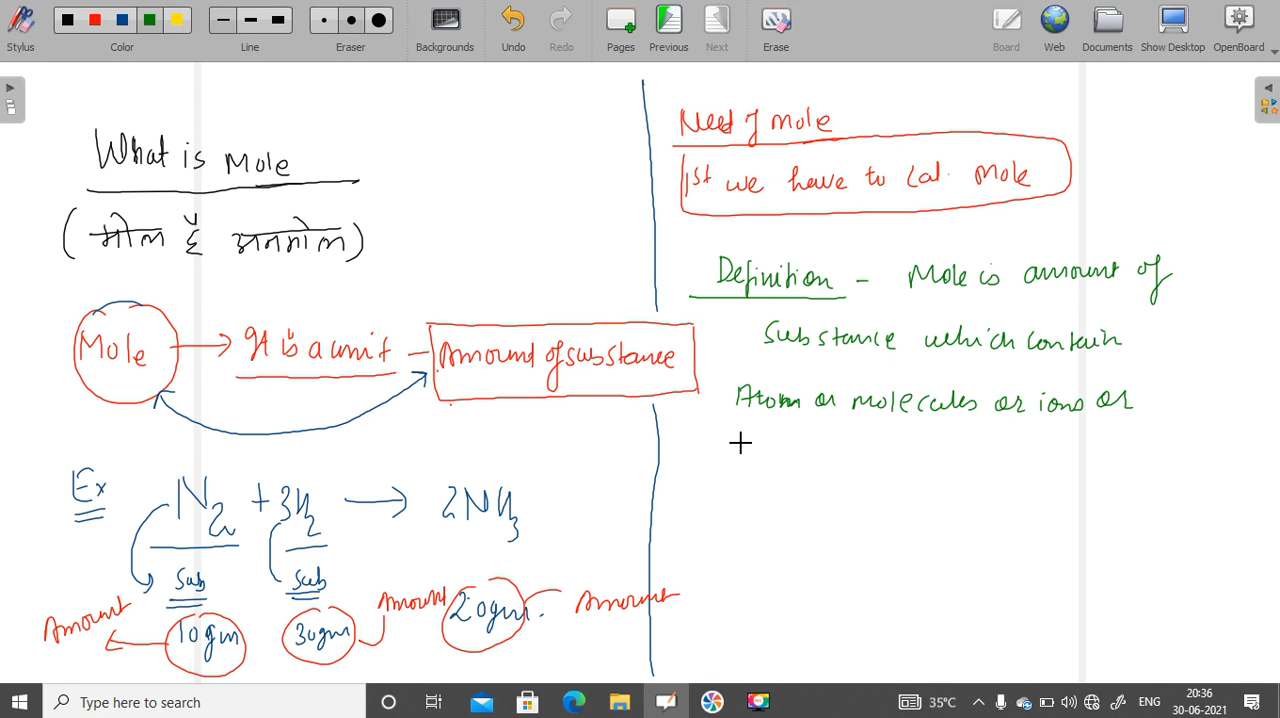 Stylus
Color
Line
Eraser
Backgrounds
Undo
Redo
Pages
Previous
Next
Erase
Board
Web
Documents
Show Desktop
OpenBoard
What is Mole
Mole → It is a unit – Amount of substance
Ex N2 + 3H2 → 2NH3
Sub Sub
Amount 10gm 30gm Amount 20gm. Amount
Need of mole
1st we have to Cal. Mole
Definition – Mole is amount of
substance which contain
Atom or molecules or ions or
Type here to search
35°C
ENG
20:36
30-06-2021